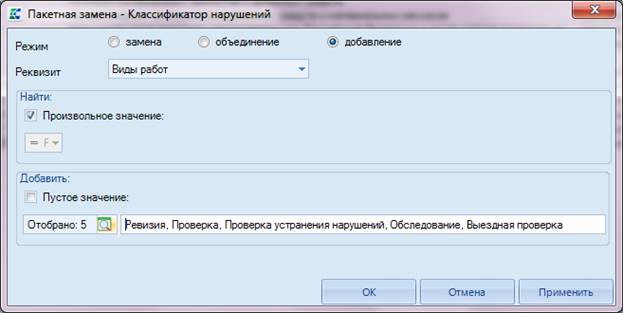 Пакетная замена - Классификатор нарушений
Режим замена объединение добавление
Реквизит Виды работ
Найти:
Произвольное значение:
= F
Добавить:
Пустое значение:
Отобрано: 5 Ревизия, Проверка, Проверка устранения нарушений, Обследование, Выездная проверка
ОК Отмена Применить